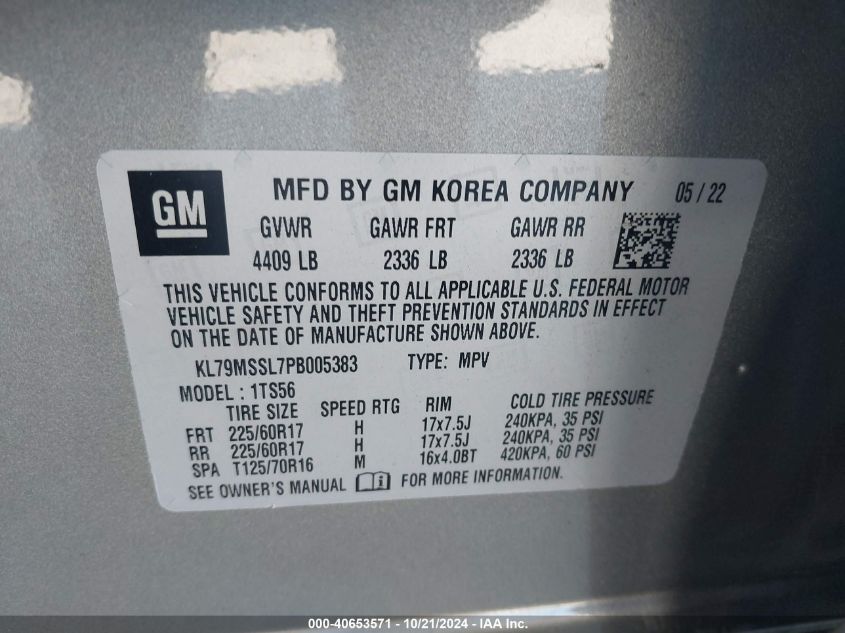 GM
MFD BY GM KOREA COMPANY 05 / 22
GVWR GAWR FRT GAWR RR
4409 LB 2336 LB 2336 LB
THIS VEHICLE CONFORMS TO ALL APPLICABLE U.S. FEDERAL MOTOR
VEHICLE SAFETY AND THEFT PREVENTION STANDARDS IN EFFECT
ON THE DATE OF MANUFACTURE SHOWN ABOVE.
KL79MSSL7PB005383 TYPE: MPV
MODEL : 1TS56
TIRE SIZE SPEED RTG RIM COLD TIRE PRESSURE
FRT 225/60R17 H 17x7.5J 240KPA, 35 PSI
RR 225/60R17 H 17x7.5J 240KPA, 35 PSI
SPA T125/70R16 M 16x4.0BT 420KPA, 60 PSI
SEE OWNER'S MANUAL FOR MORE INFORMATION.
000-40653571 - 10/21/2024 - IAA Inc.